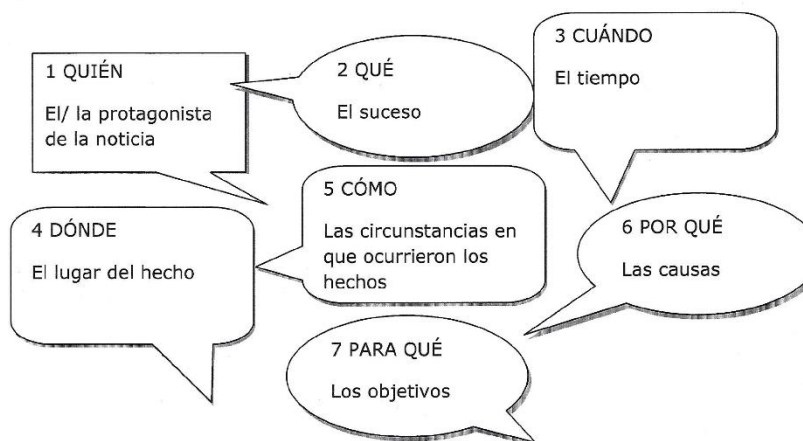 1 QUIÉN
El/ la protagonista
de la noticia
2 QUÉ
El suceso
3 CUÁNDO
El tiempo
4 DÓNDE
El lugar del hecho
5 CÓMO
Las circunstancias en
que ocurrieron los
hechos
6 POR QUÉ
Las causas
7 PARA QUÉ
Los objetivos